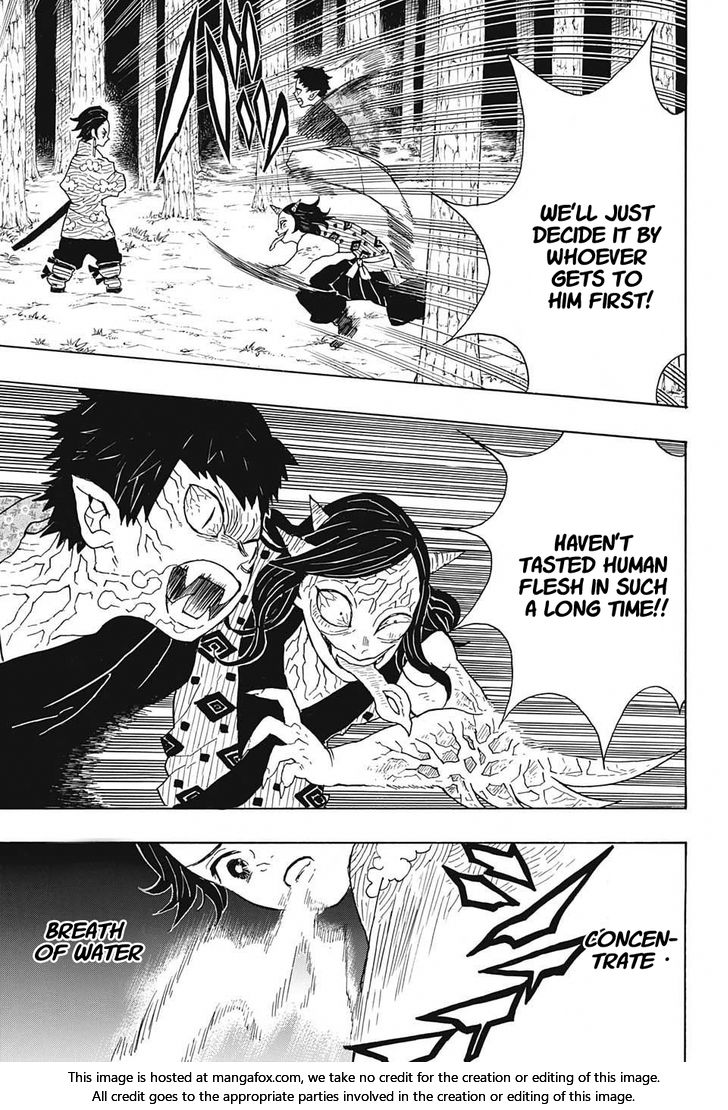 WE'LL JUST
DECIDE IT BY
WHOEVER
GETS TO
HIM FIRST!
HAVEN'T
TASTED HUMAN
FLESH IN SUCH
A LONG TIME!!
CONCEN-
TRATE •
BREATH
OF WATER
This image is hosted at mangafox.com, we take no credit for the creation or editing of this image.
All credit goes to the appropriate parties involved in the creation or editing of this image.